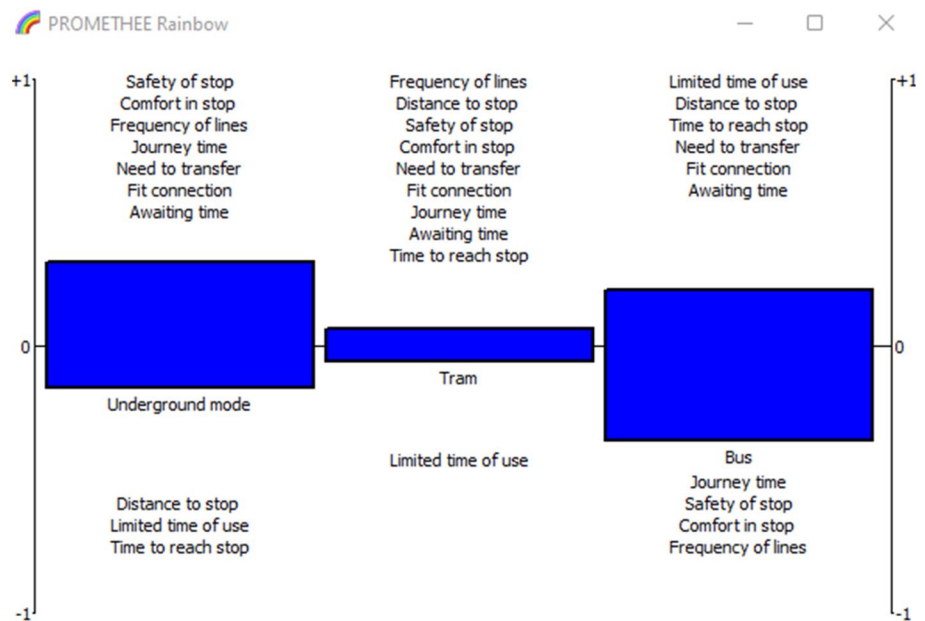 PROMETHEE Rainbow
+1
0
-1
Safety of stop
Comfort in stop
Frequency of lines
Journey time
Need to transfer
Fit connection
Awaiting time
Underground mode
Distance to stop
Limited time of use
Time to reach stop
Frequency of lines
Distance to stop
Safety of stop
Comfort in stop
Need to transfer
Fit connection
Journey time
Awaiting time
Time to reach stop
Tram
Limited time of use
Limited time of use
Distance to stop
Time to reach stop
Need to transfer
Fit connection
Awaiting time
Bus
Journey time
Safety of stop
Comfort in stop
Frequency of lines
+1
0
-1